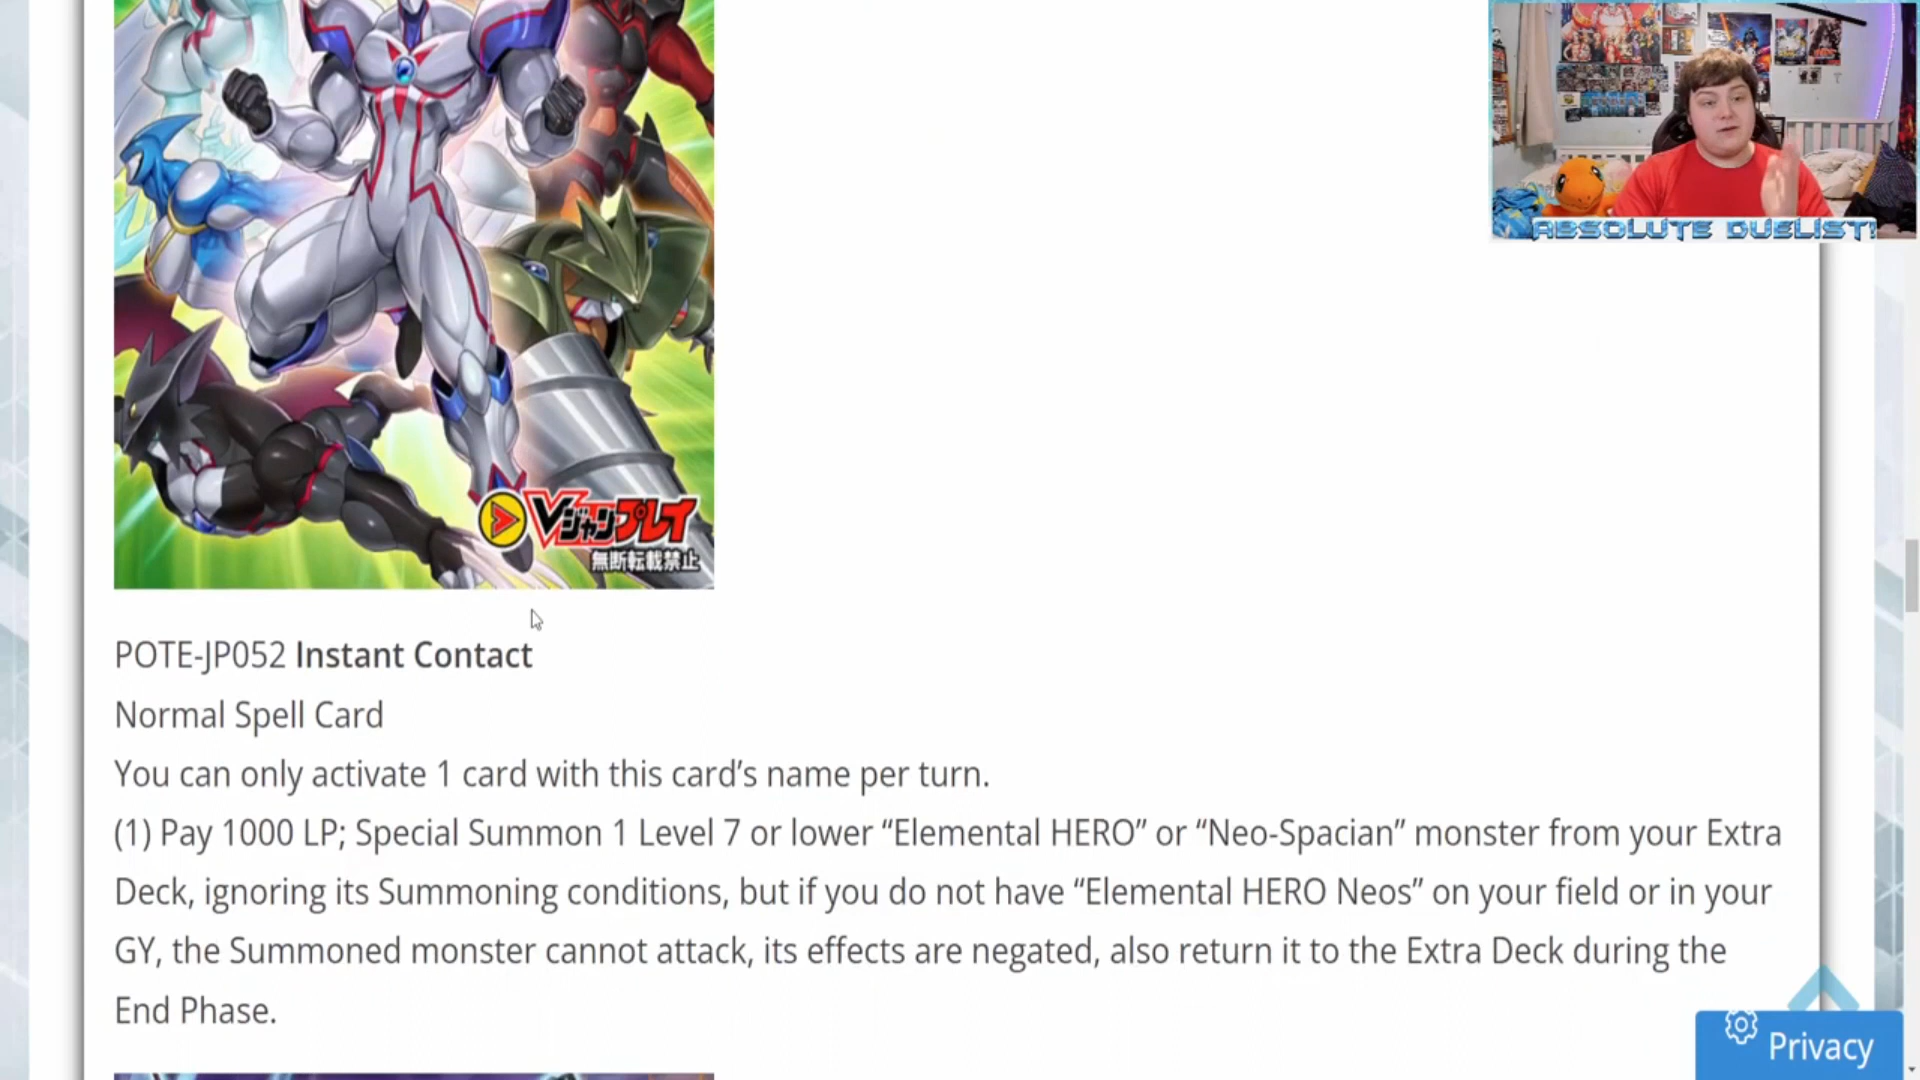 ABSOLUTE DUELIST!
Vジャンプレイ
無断転載禁止
POTE-JP052 Instant Contact
Normal Spell Card
You can only activate 1 card with this card’s name per turn.
(1) Pay 1000 LP; Special Summon 1 Level 7 or lower “Elemental HERO” or “Neo-Spacian” monster from your Extra
Deck, ignoring its Summoning conditions, but if you do not have “Elemental HERO Neos” on your field or in your
GY, the Summoned monster cannot attack, its effects are negated, also return it to the Extra Deck during the
End Phase.
Privacy